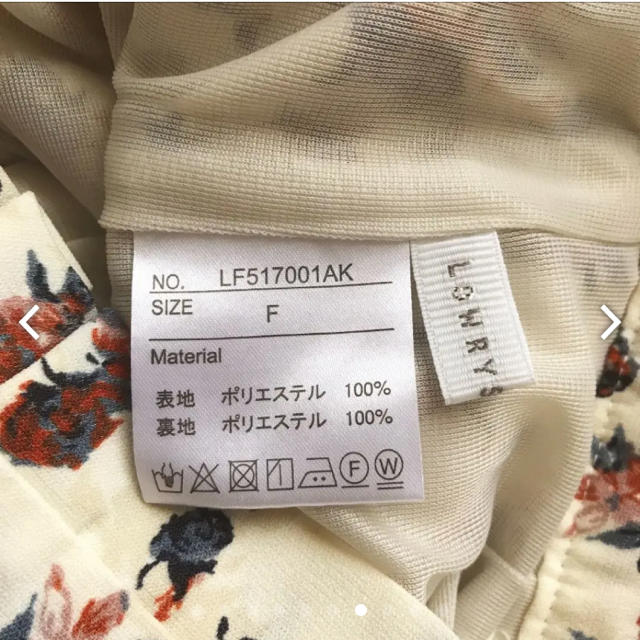 NO. LF517001AK
SIZE F
Material
表地 ポリエステル 100%
裏地 ポリエステル 100%
F W
LOWRYS